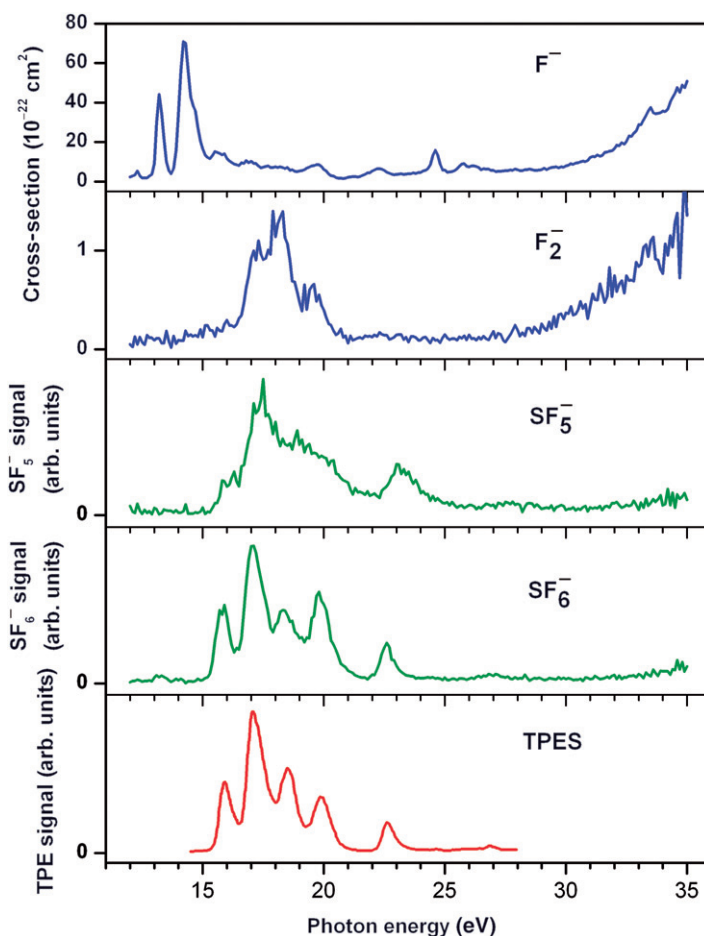 Cross-section (10⁻²² cm²)
80
60
40
20
0
F⁻
1
0
F₂⁻
SF₅⁻ signal
(arb. units)
0
SF₅⁻
SF₆⁻ signal
(arb. units)
0
SF₆⁻
TPE signal (arb. units)
0
TPES
15 20 25 30 35
Photon energy (eV)